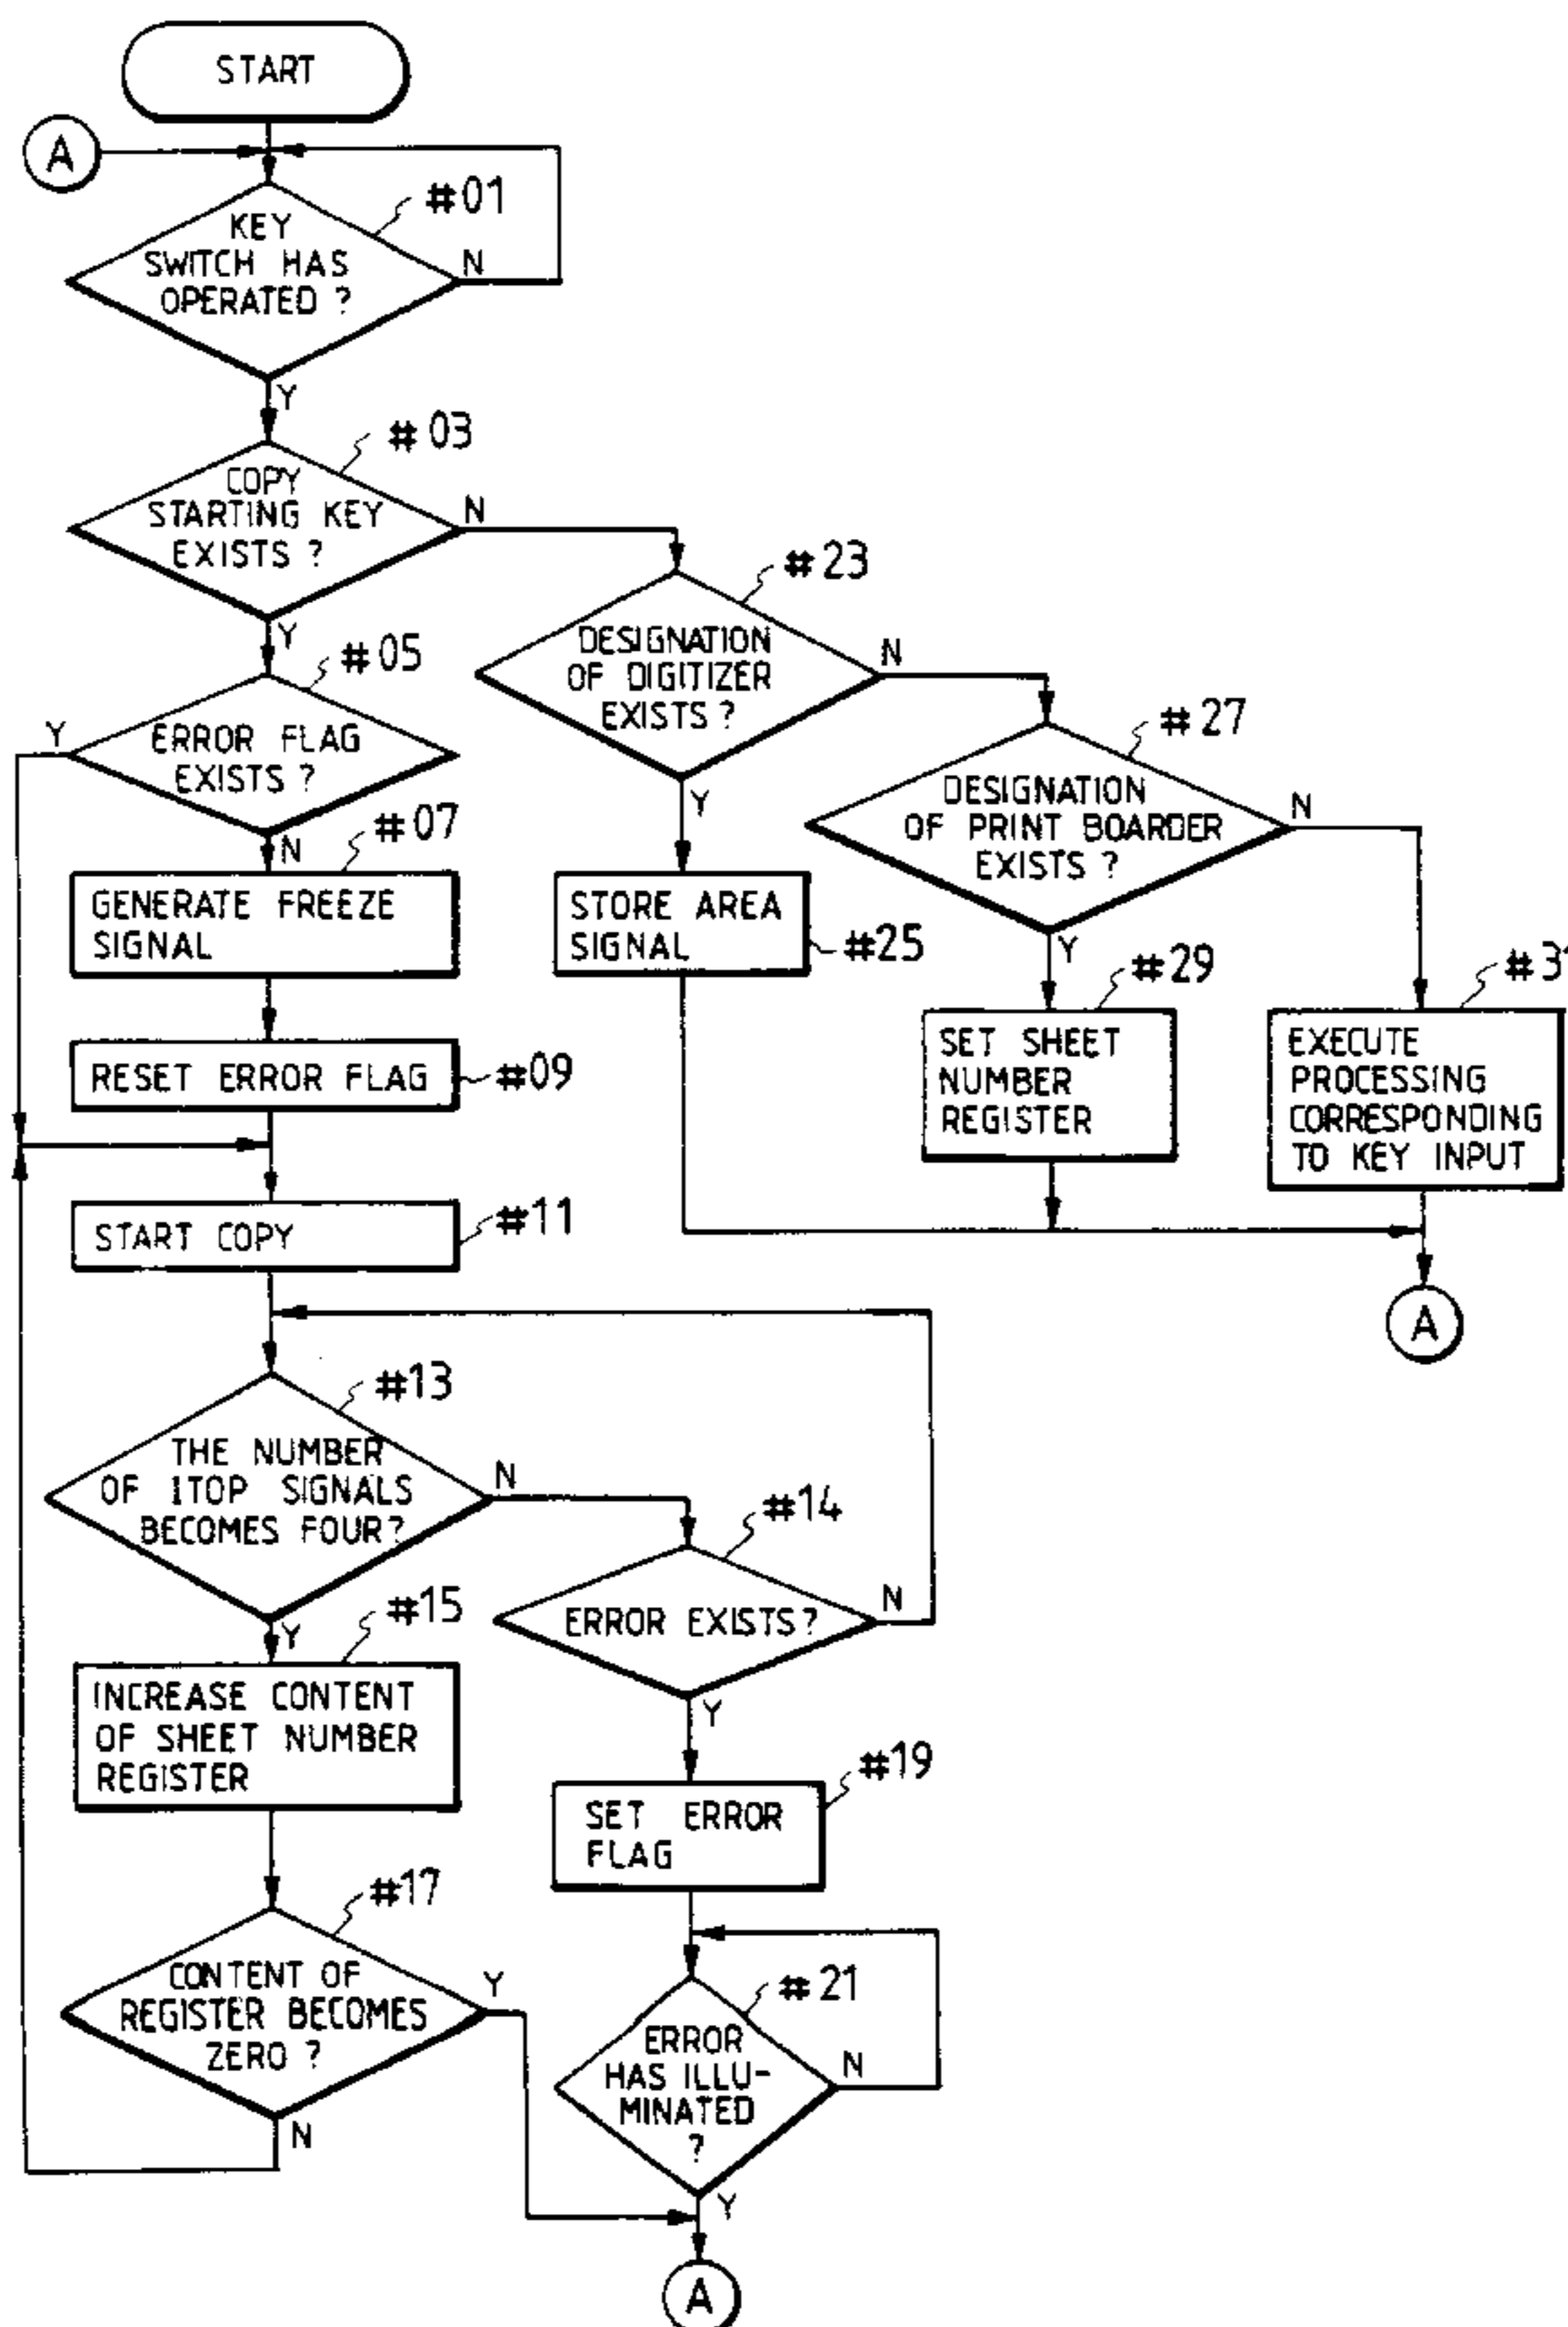 START
A
#01
KEY
SWITCH HAS
OPERATED ?
N
Y
#03
COPY
STARTING KEY
EXISTS ?
N
Y
#23
DESIGNATION
OF DIGITIZER
EXISTS ?
N
Y
#05
ERROR FLAG
EXISTS ?
Y
N
#27
DESIGNATION
OF PRINT BOARDER
EXISTS ?
N
Y
#07
GENERATE FREEZE
SIGNAL
STORE AREA
SIGNAL
#25
#29
SET SHEET
NUMBER
REGISTER
#31
EXECUTE
PROCESSING
CORRESPONDING
TO KEY INPUT
RESET ERROR FLAG
#09
START COPY
#11
A
#13
THE NUMBER
OF ITOP SIGNALS
BECOMES FOUR?
N
Y
#14
ERROR EXISTS?
N
Y
#15
INCREASE CONTENT
OF SHEET NUMBER
REGISTER
#19
SET ERROR
FLAG
#17
CONTENT OF
REGISTER BECOMES
ZERO ?
Y
N
#21
ERROR
HAS ILLU-
MINATED
?
N
Y
A